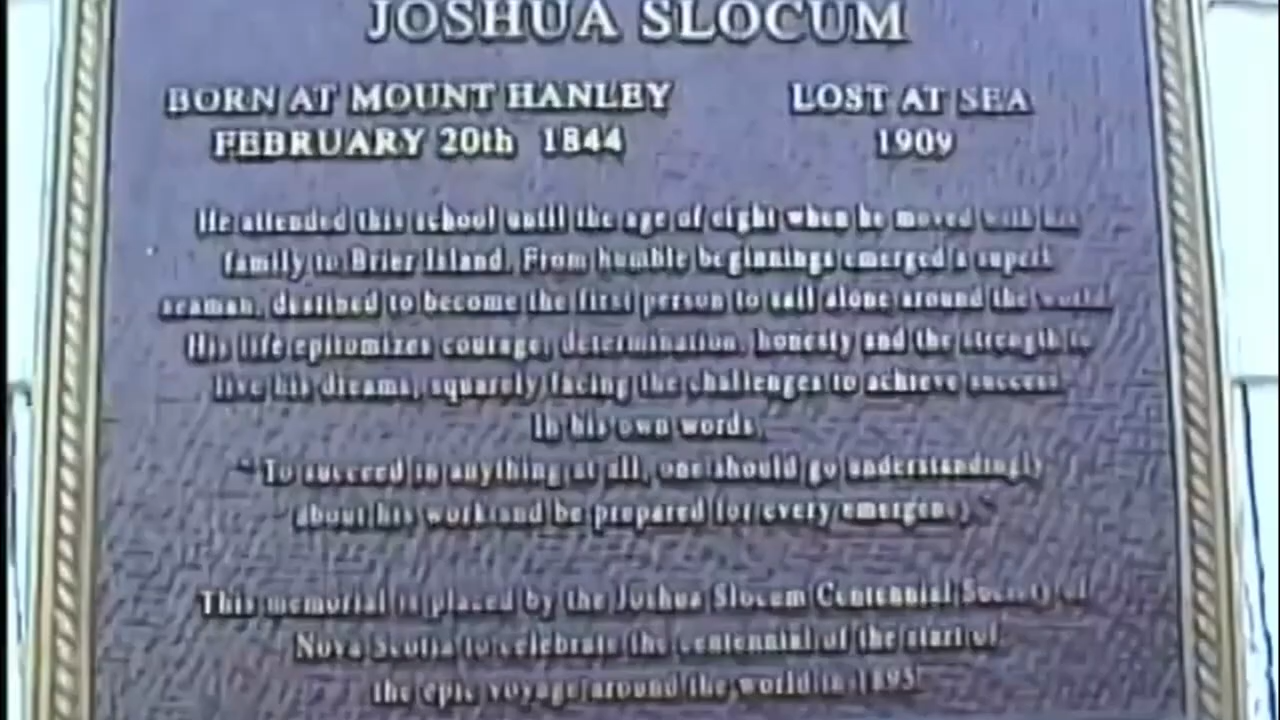 JOSHUA SLOCUM
BORN AT MOUNT HANLEY
FEBRUARY 20th 1844
LOST AT SEA
1909
He attended this school until the age of eight when he moved with his
family to Brier Island. From humble beginnings emerged a superb
seaman, destined to become the first person to sail alone around the world.
His life epitomizes courage, determination, honesty and the strength to
live his dreams, squarely facing the challenges to achieve success.
In his own words,
"To succeed in anything at all, one should go understandingly
about his work and be prepared for every emergency."
This memorial is placed by the Joshua Slocum Centennial Society of
Nova Scotia to celebrate the centennial of the start of
the epic voyage around the world in 1895